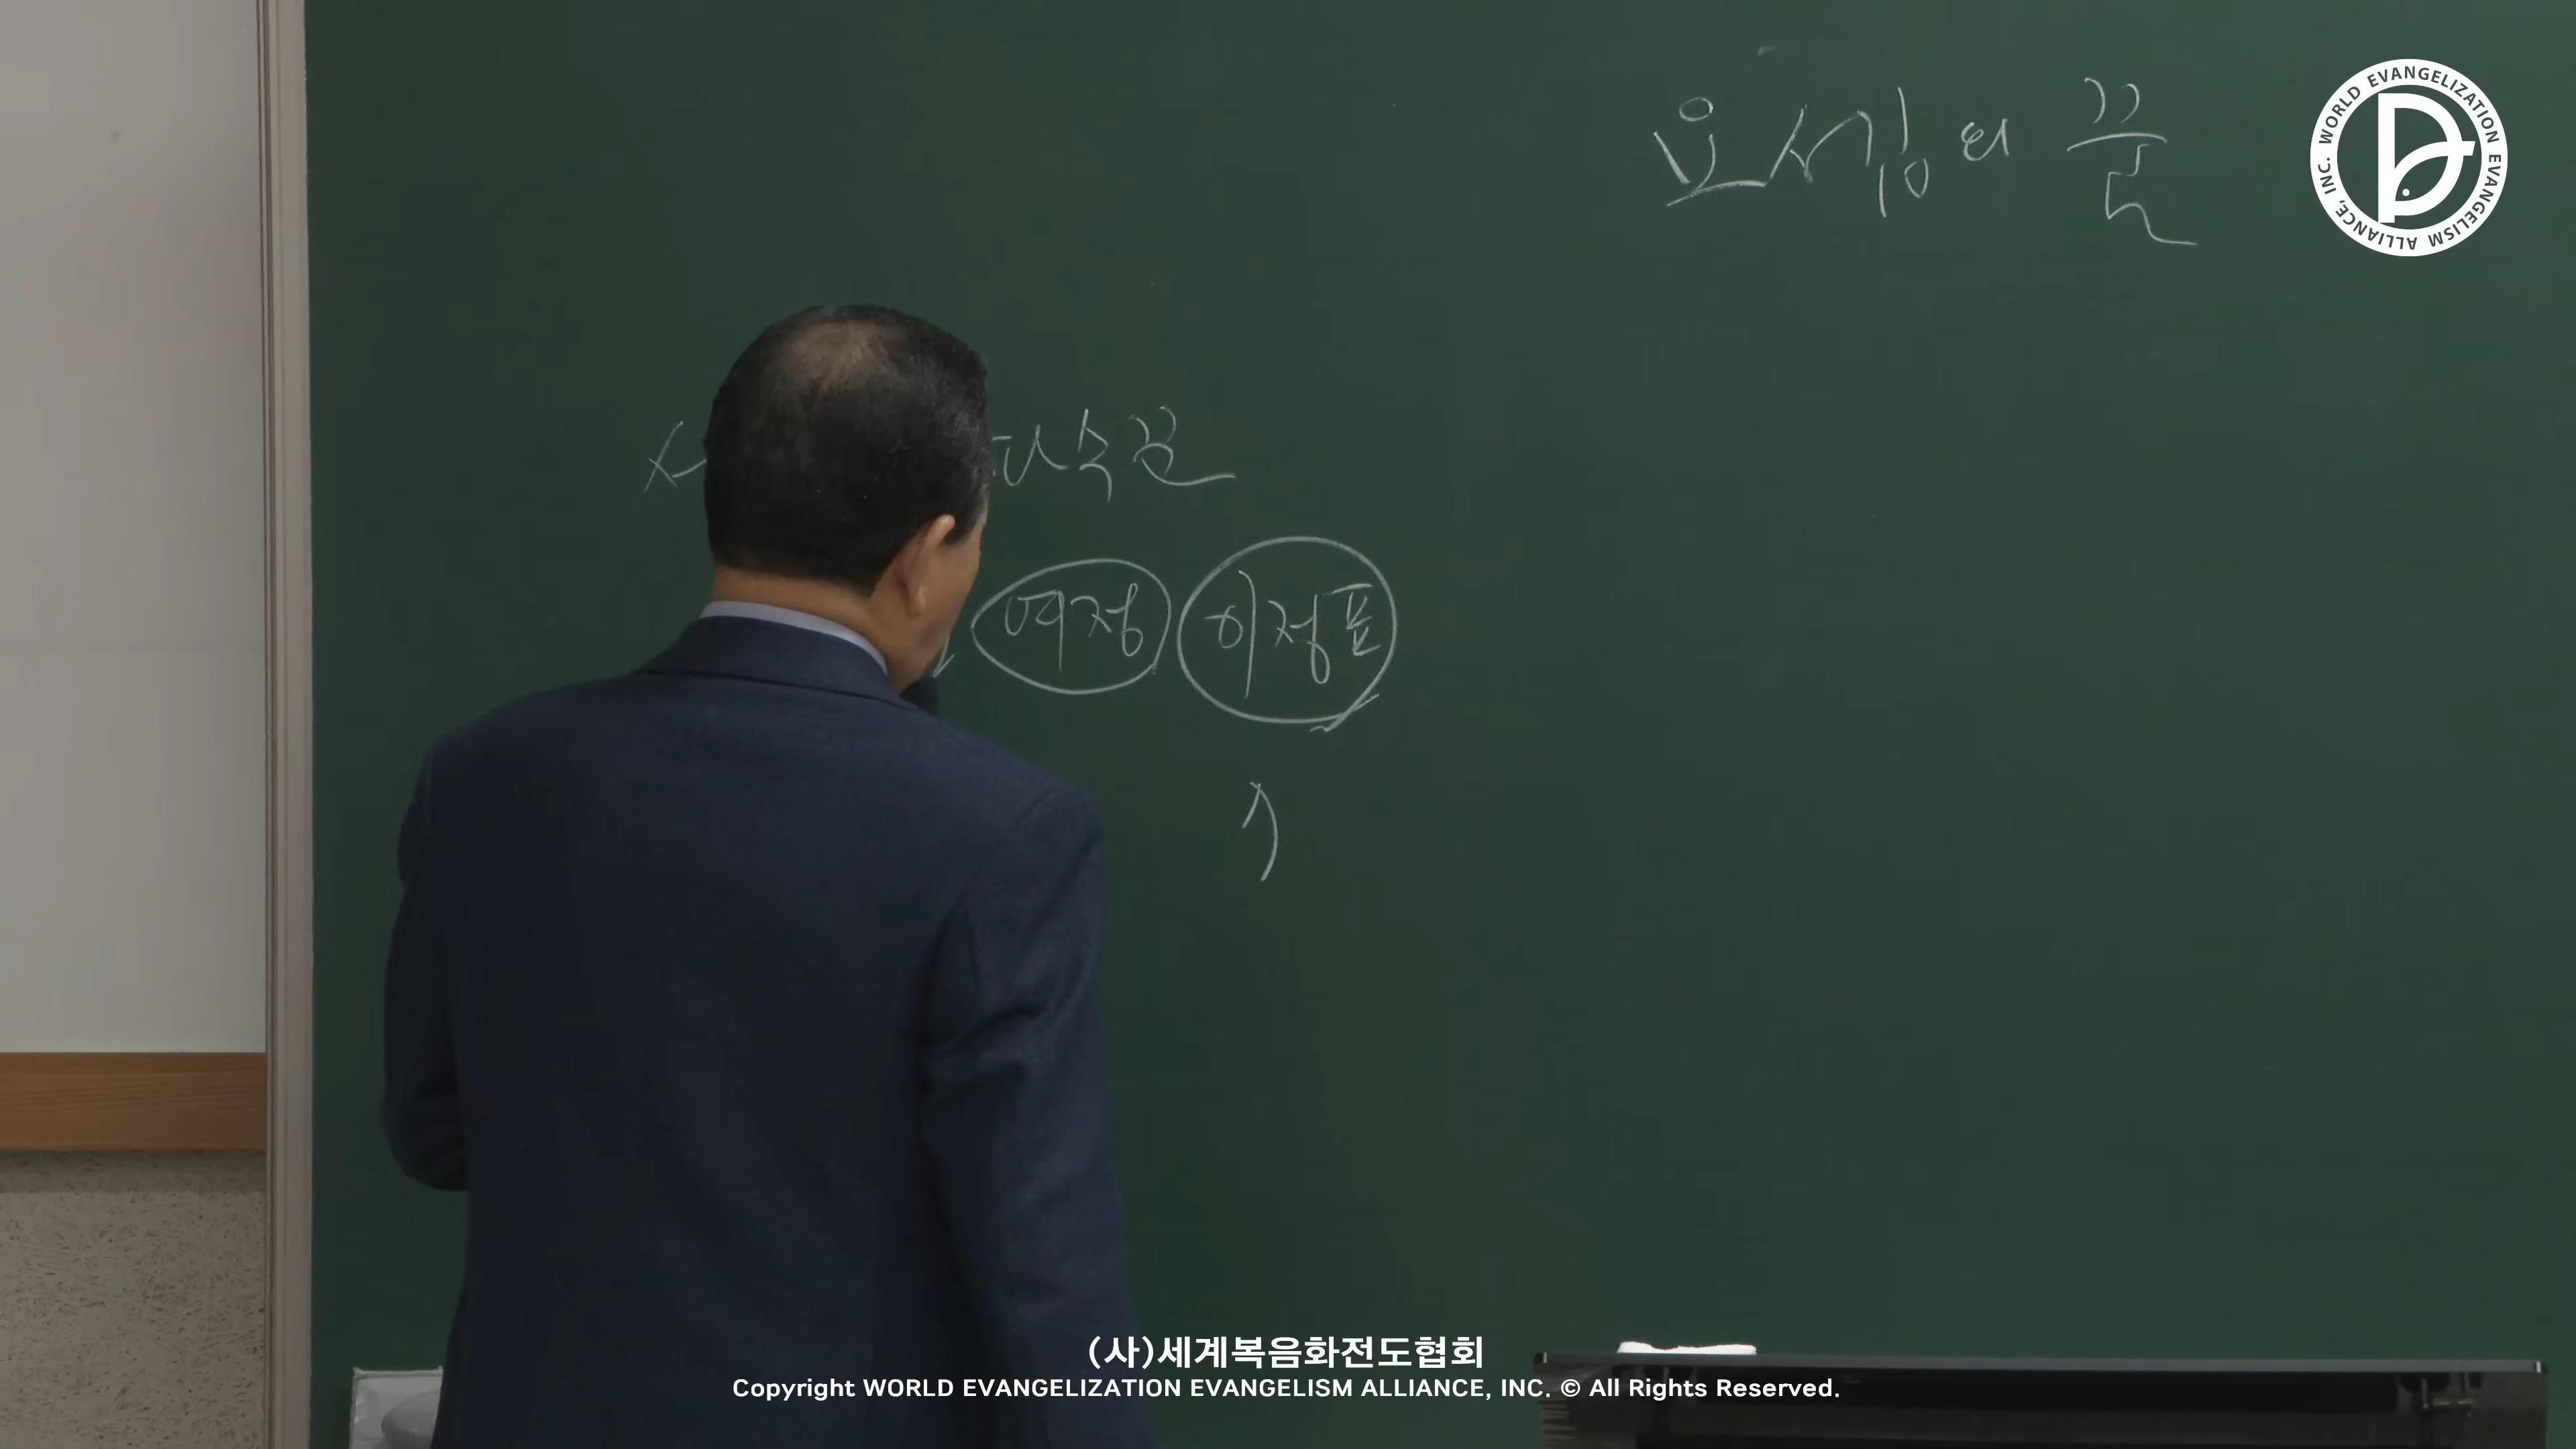 요셉의 꿈
여정 이정표
WORLD EVANGELIZATION EVANGELISM ALLIANCE, INC.
(사)세계복음화전도협회
Copyright WORLD EVANGELIZATION EVANGELISM ALLIANCE, INC. © All Rights Reserved.